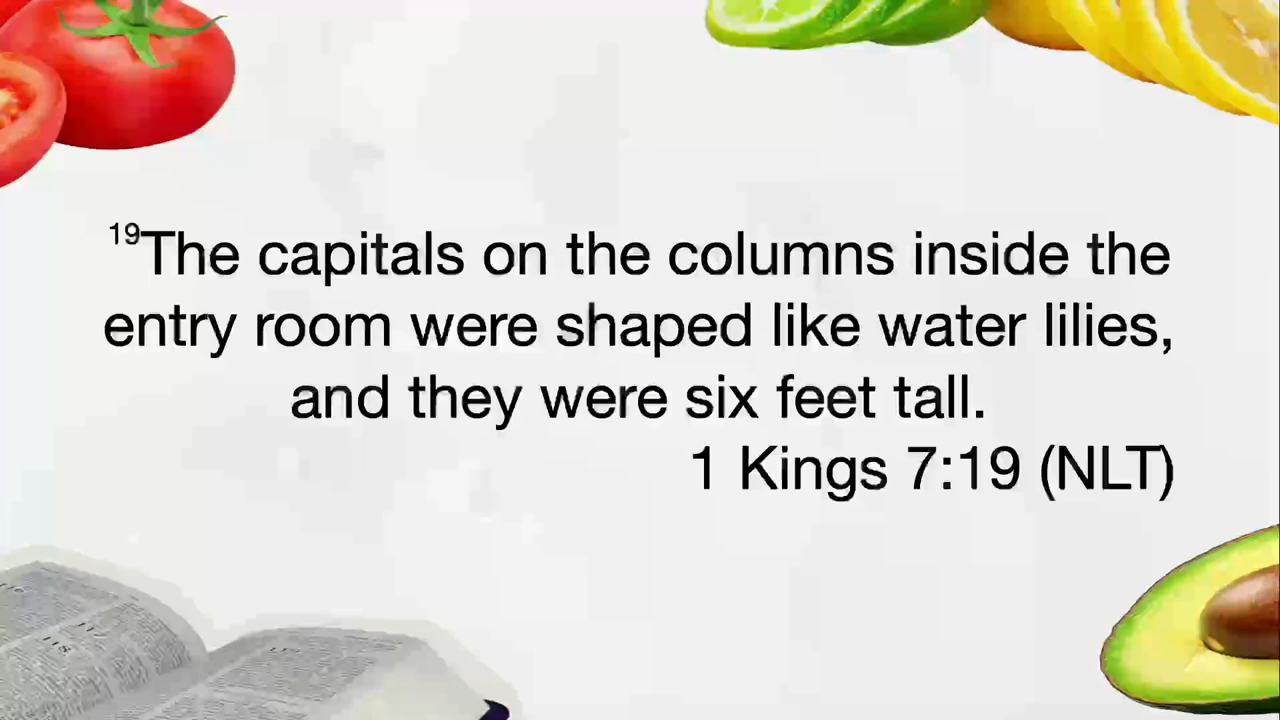 19The capitals on the columns inside the
entry room were shaped like water lilies,
and they were six feet tall.
1 Kings 7:19 (NLT)